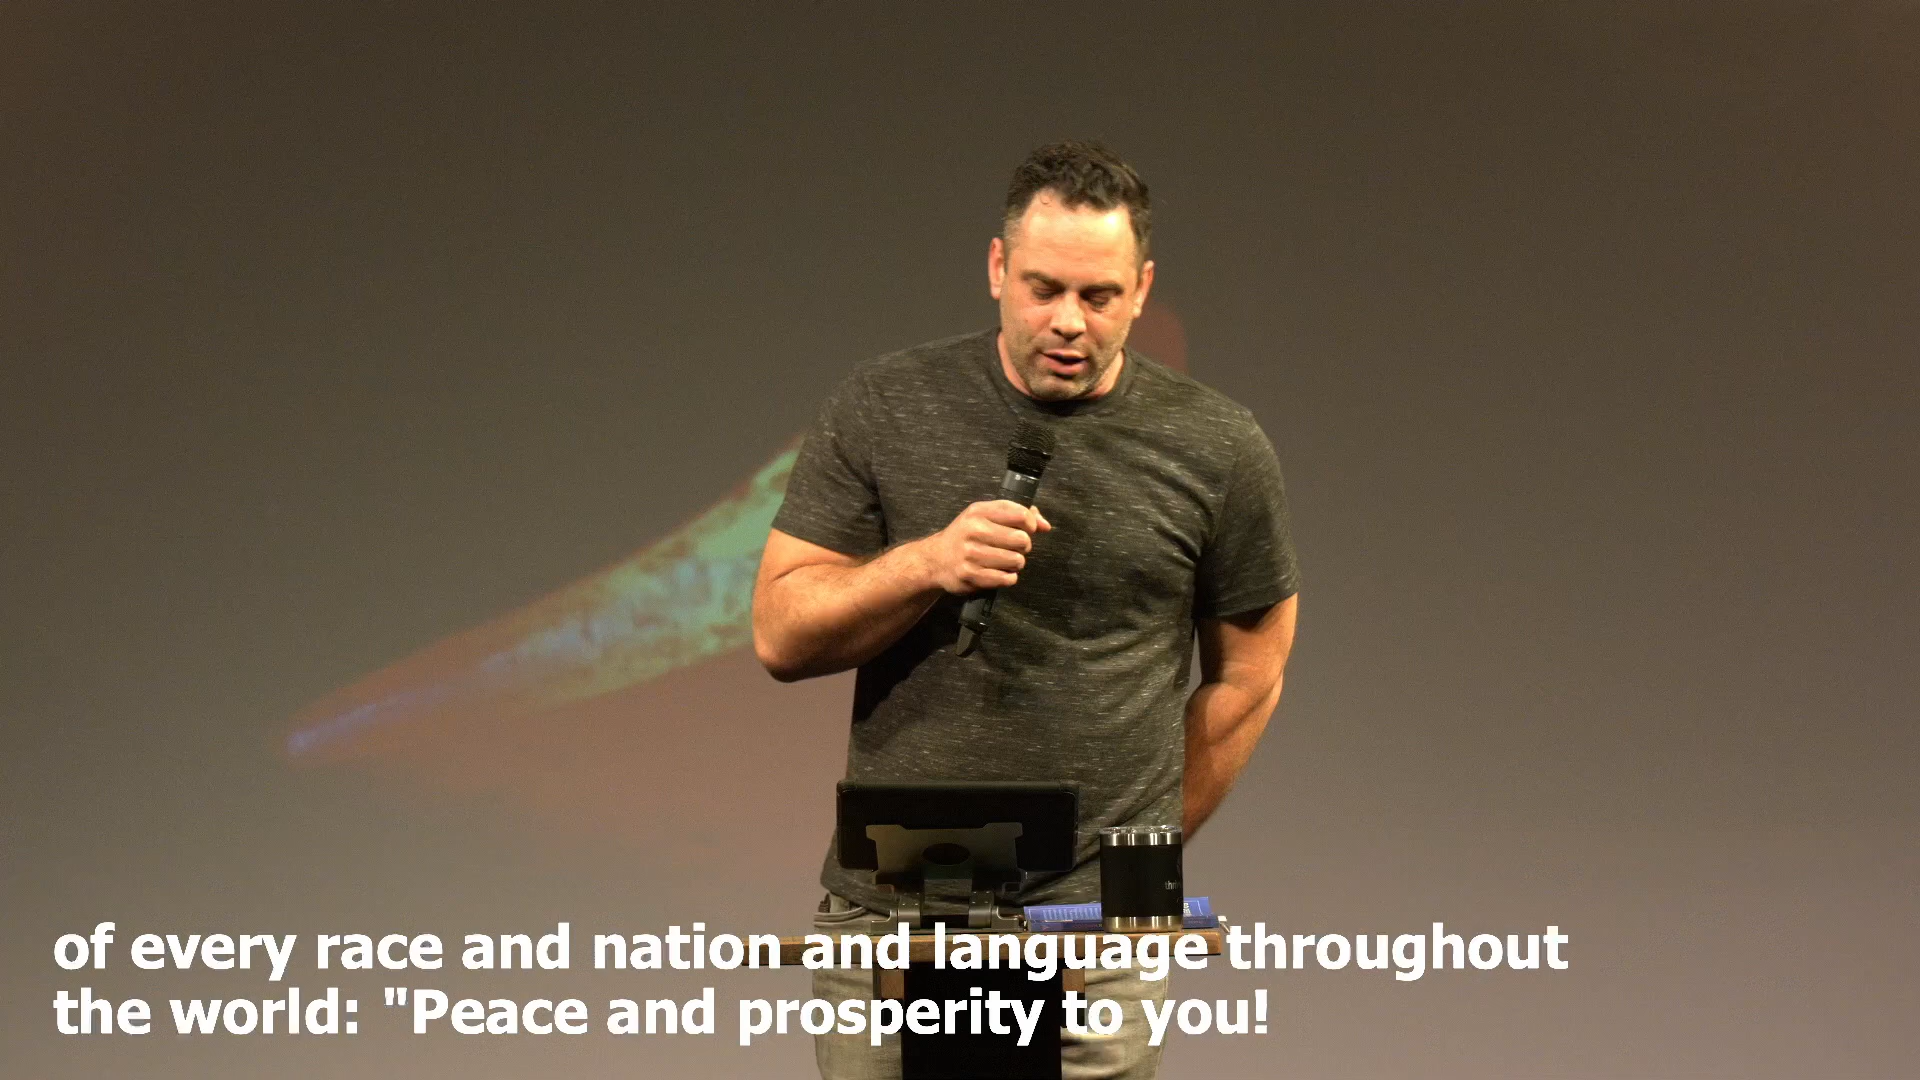 of every race and nation and language throughout
the world: "Peace and prosperity to you!